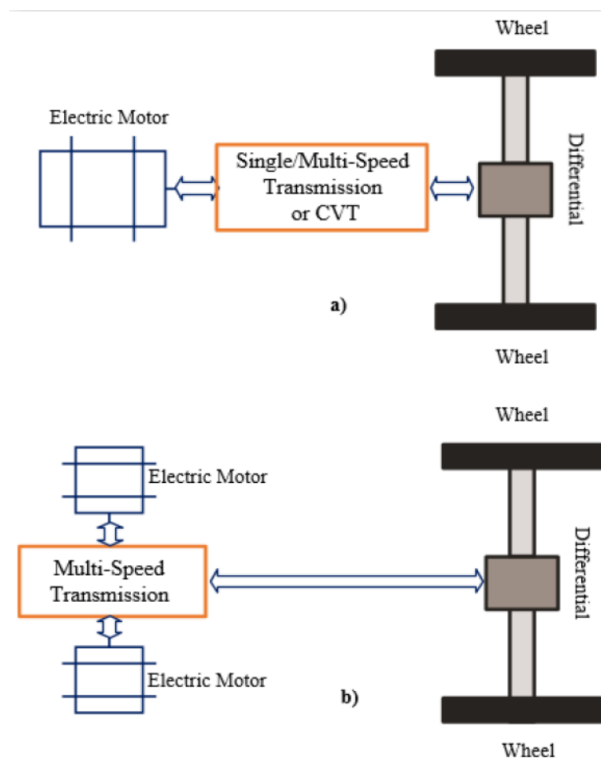 Wheel
Electric Motor
Single/Multi-Speed
Transmission
or CVT
Differential
a)
Wheel
Wheel
Electric Motor
Multi-Speed
Transmission
Differential
Electric Motor
b)
Wheel